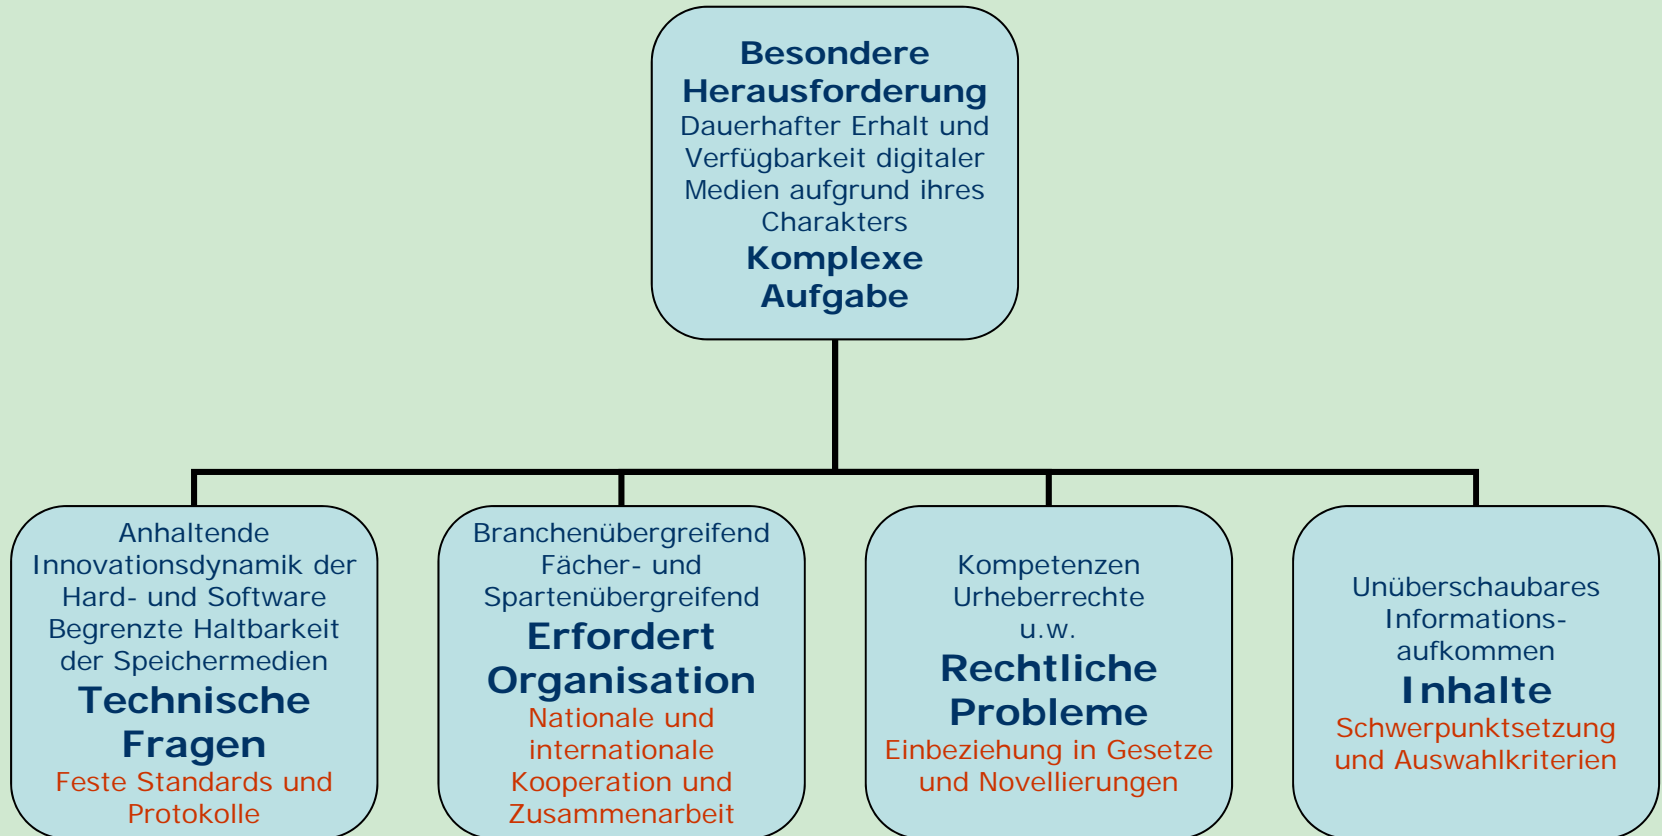 Besondere
Herausforderung
Dauerhafter Erhalt und
Verfügbarkeit digitaler
Medien aufgrund ihres
Charakters
Komplexe
Aufgabe
Anhaltende
Innovationsdynamik der
Hard- und Software
Begrenzte Haltbarkeit
der Speichermedien
Technische
Fragen
Feste Standards und
Protokolle
Branchenübergreifend
Fächer- und
Spartenübergreifend
Erfordert
Organisation
Nationale und
internationale
Kooperation und
Zusammenarbeit
Kompetenzen
Urheberrechte
u.w.
Rechtliche
Probleme
Einbeziehung in Gesetze
und Novellierungen
Unüberschaubares
Informations-
aufkommen
Inhalte
Schwerpunktsetzung
und Auswahlkriterien